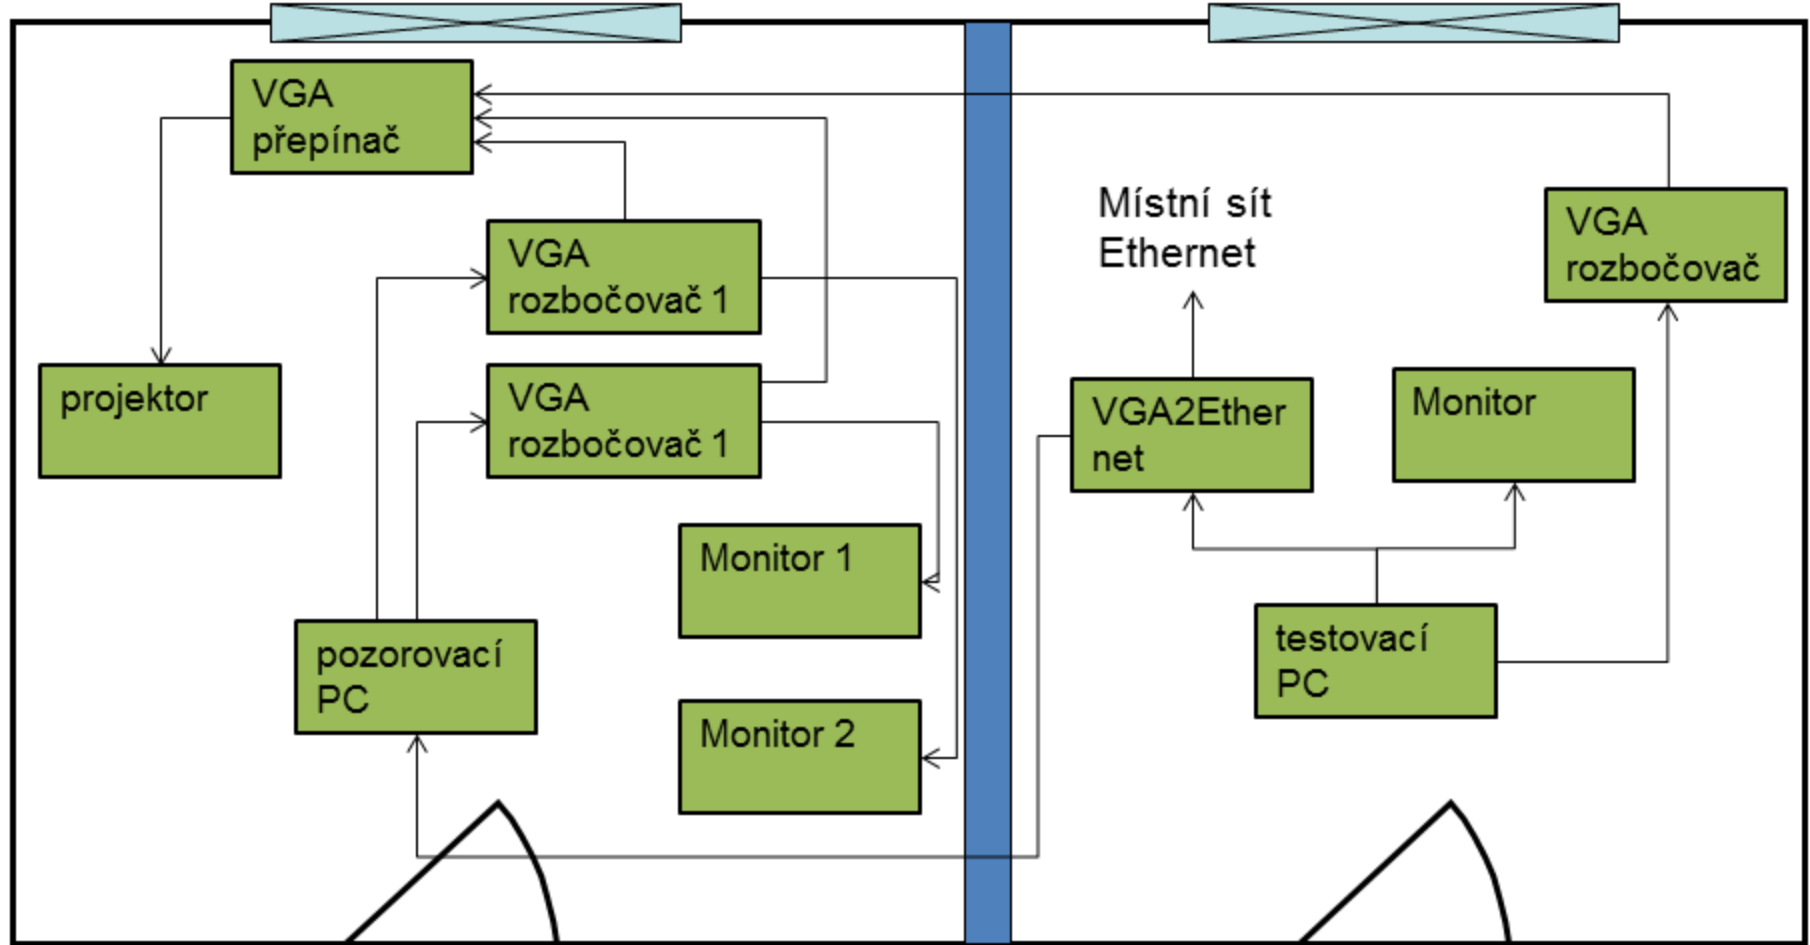 VGA
přepínač
VGA
rozbočovač 1
projektor
VGA
rozbočovač 1
Monitor 1
pozorovací
PC
Monitor 2
Místní sít
Ethernet
VGA
rozbočovač
VGA2Ether
net
Monitor
testovací
PC